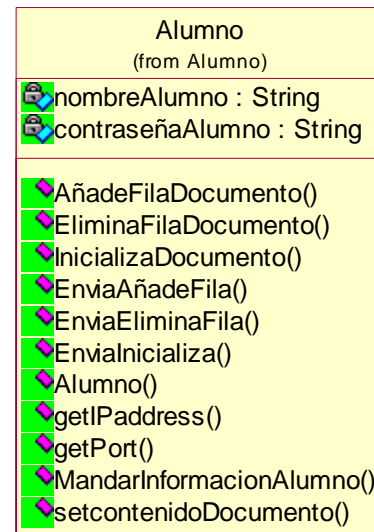 Alumno
(from Alumno)
nombreAlumno : String
contraseñaAlumno : String
AñadeFilaDocumento()
EliminaFilaDocumento()
InicializaDocumento()
EnviaAñadeFila()
EnviaEliminaFila()
EnviaInicializa()
Alumno()
getIPaddress()
getPort()
MandarInformacionAlumno()
setcontenidoDocumento()